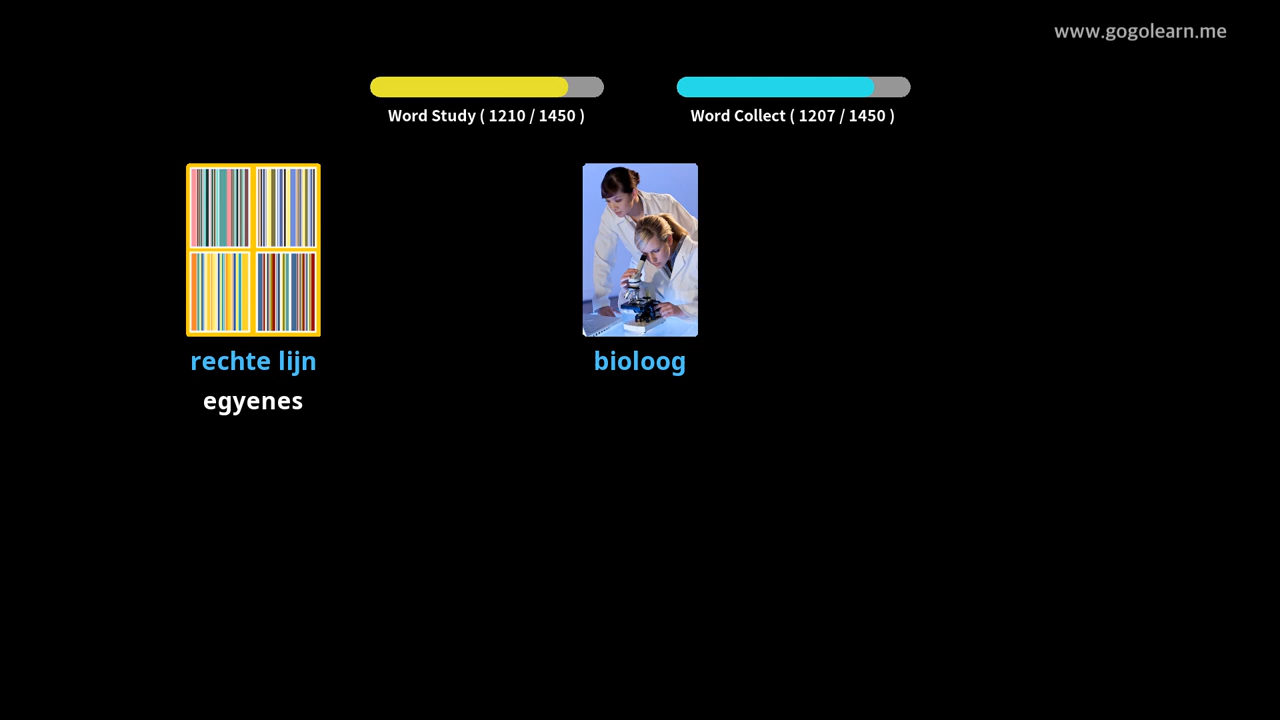 www.gogolearn.me
Word Study ( 1210 / 1450 )
Word Collect ( 1207 / 1450 )
rechte lijn
egyenes
bioloog